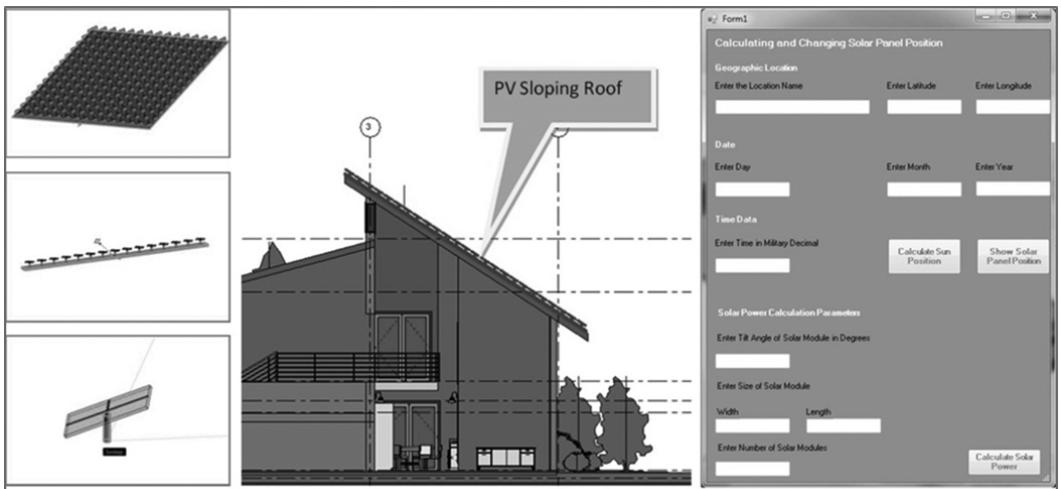 PV Sloping Roof
3
Form1
Calculating and Changing Solar Panel Position
Geographic Location
Enter the Location Name
Enter Latitude
Enter Longitude
Date
Enter Day
Enter Month
Enter Year
Time Data
Enter Time in Military Decimal
Calculate Sun
Position
Show Solar
Panel Position
Solar Power Calculation Parameters
Enter Tilt Angle of Solar Module in Degrees
Enter Size of Solar Module
Width
Length
Enter Number of Solar Modules
Calculate Solar
Power